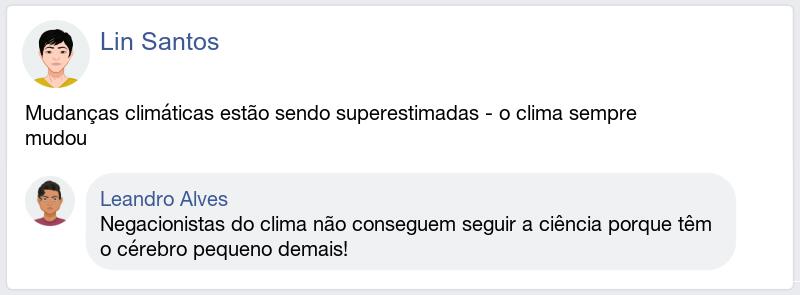 Lin Santos
Mudanças climáticas estão sendo superestimadas - o clima sempre
mudou
Leandro Alves
Negacionistas do clima não conseguem seguir a ciência porque têm
o cérebro pequeno demais!